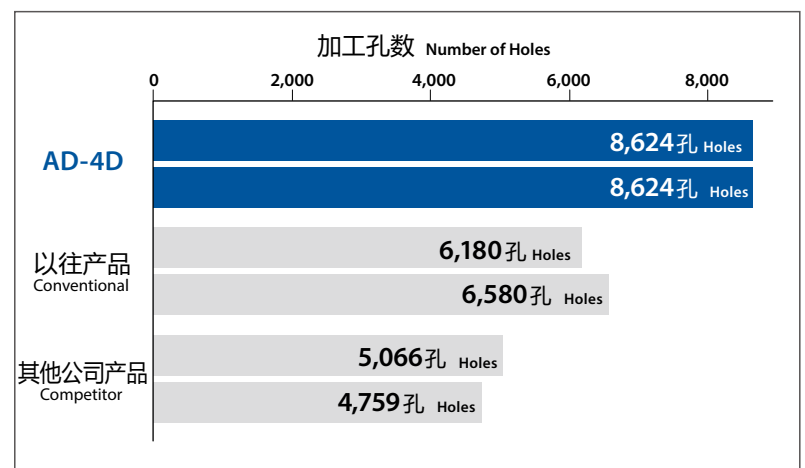 加工孔数 Number of Holes
0 2,000 4,000 6,000 8,000
AD-4D
8,624孔 Holes
8,624孔 Holes
以往产品
Conventional
6,180孔 Holes
6,580孔 Holes
其他公司产品
Competitor
5,066孔 Holes
4,759孔 Holes